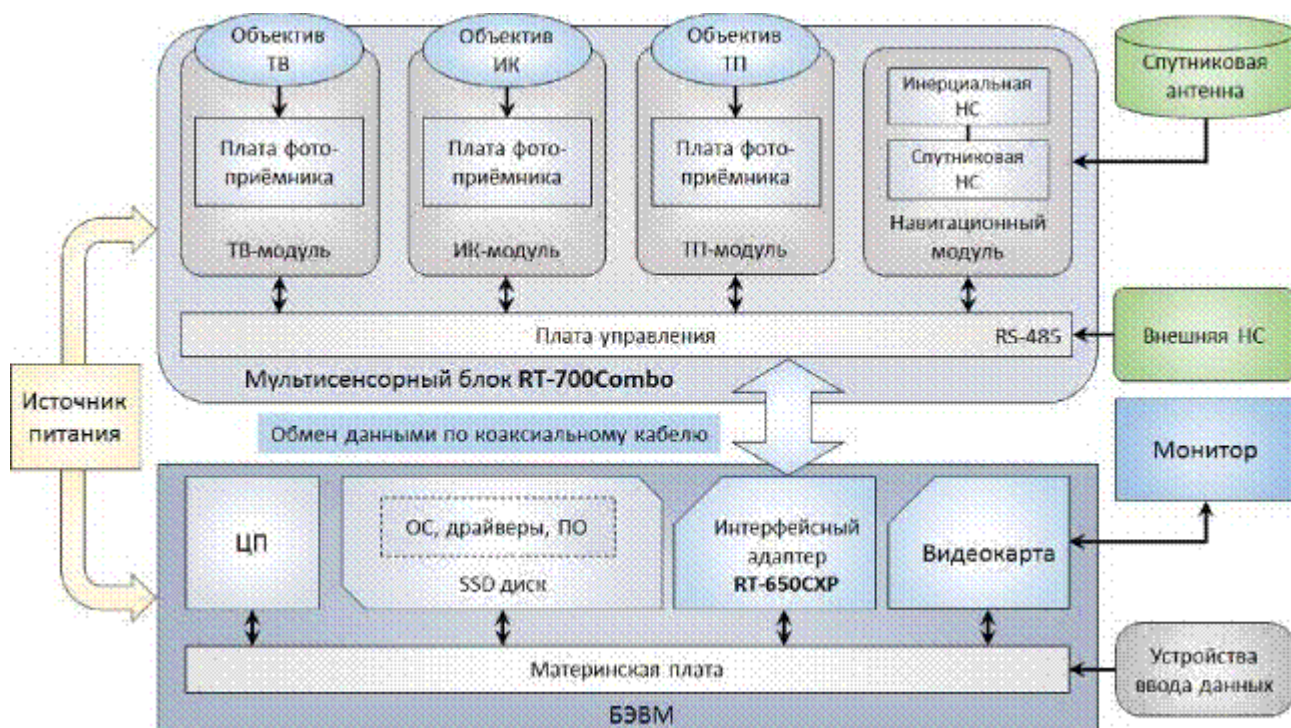 Объектив
ТВ
Объектив
ИК
Объектив
ТП
Спутниковая
антенна
Инерциальная
НС
Плата фото-
приёмника
Плата фото-
приёмника
Плата фото-
приёмника
Спутниковая
НС
ТВ-модуль
ИК-модуль
ТП-модуль
Навигационный
модуль
Плата управления
RS-485
Внешняя НС
Мультисенсорный блок RT-700Combo
Источник
питания
Обмен данными по коаксиальному кабелю
Монитор
ЦП
ОС, драйверы, ПО
SSD диск
Интерфейсный
адаптер
RT-650CXP
Видеокарта
Материнская плата
Устройства
ввода данных
БЭВМ